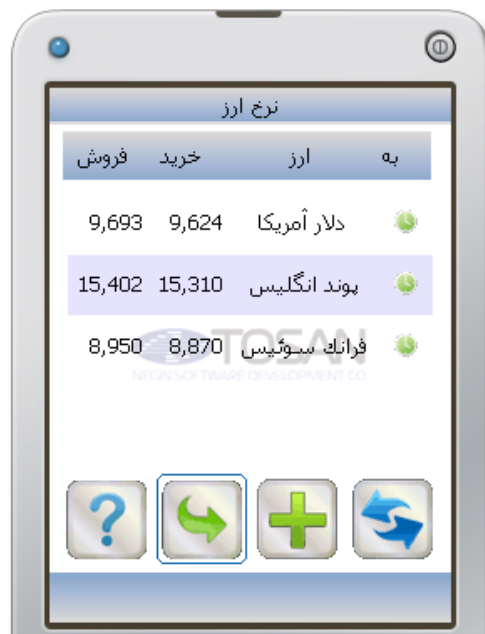 نرخ ارز
به ارز خرید فروش
دلار آمریکا 9,624 9,693
پوند انگلیس 15,310 15,402
فرانك سوئیس 8,870 8,950
TOSAN
NEGIN SOFTWARE DEVELOPMENT CO.